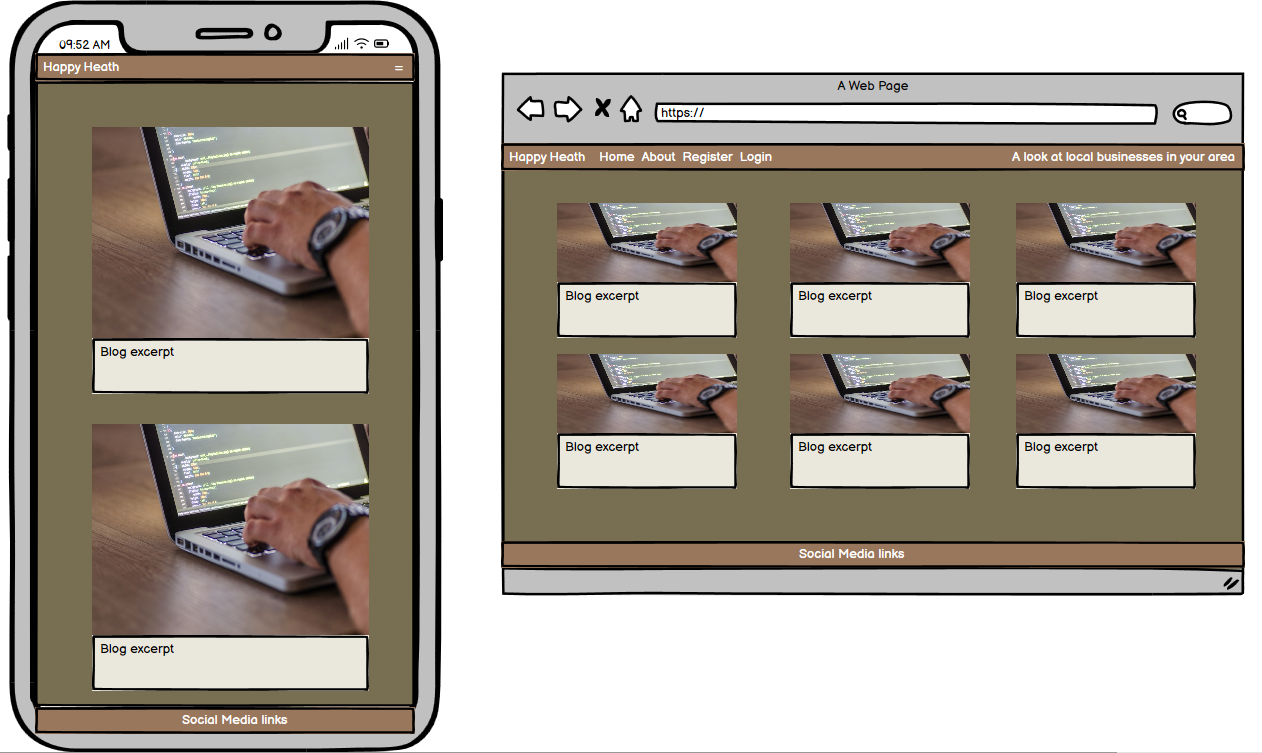 09:52 AM
Happy Heath =
Blog excerpt
Blog excerpt
Social Media links
A Web Page
https://
Happy Heath Home About Register Login A look at local businesses in your area
Blog excerpt Blog excerpt Blog excerpt
Blog excerpt Blog excerpt Blog excerpt
Social Media links